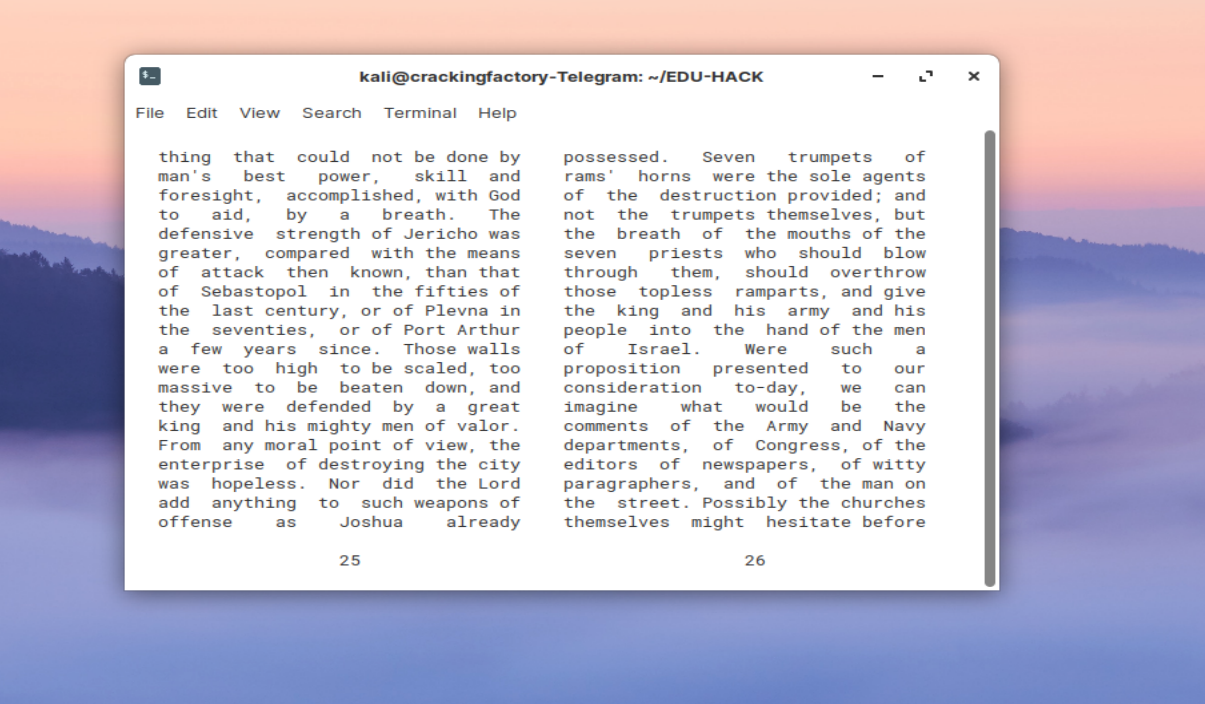 kali@crackingfactory-Telegram: ~/EDU-HACK
File Edit View Search Terminal Help
thing that could not be done by
man's best power, skill and
foresight, accomplished, with God
to aid, by a breath. The
defensive strength of Jericho was
greater, compared with the means
of attack then known, than that
of Sebastopol in the fifties of
the last century, or of Plevna in
the seventies, or of Port Arthur
a few years since. Those walls
were too high to be scaled, too
massive to be beaten down, and
they were defended by a great
king and his mighty men of valor.
From any moral point of view, the
enterprise of destroying the city
was hopeless. Nor did the Lord
add anything to such weapons of
offense as Joshua already
25
possessed. Seven trumpets of
rams' horns were the sole agents
of the destruction provided; and
not the trumpets themselves, but
the breath of the mouths of the
seven priests who should blow
through them, should overthrow
those topless ramparts, and give
the king and his army and his
people into the hand of the men
of Israel. Were such a
proposition presented to our
consideration to-day, we can
imagine what would be the
comments of the Army and Navy
departments, of Congress, of the
editors of newspapers, of witty
paragraphers, and of the man on
the street. Possibly the churches
themselves might hesitate before
26